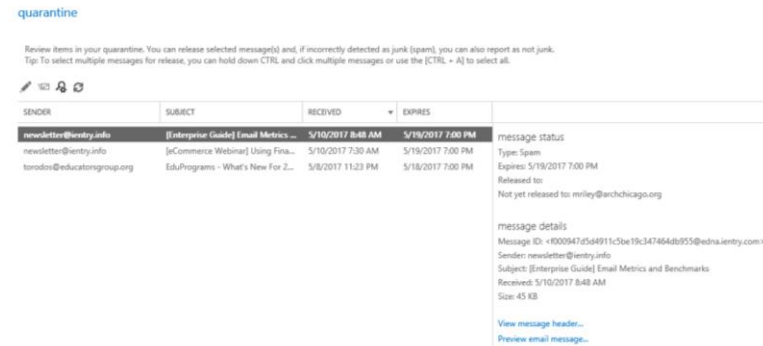 quarantine
Review items in your quarantine. You can release selected message(s) and, if incorrectly detected as junk (spam), you can also report as not junk.
Tip: To select multiple messages for release, you can hold down CTRL and click multiple messages or use the [CTRL + A] to select all.
SENDER SUBJECT RECEIVED EXPIRES
newsletter@ientry.info [Enterprise Guide] Email Metrics ... 5/10/2017 8:48 AM 5/19/2017 7:00 PM
newsletter@ientry.info [eCommerce Webinar] Using Fina... 5/10/2017 7:30 AM 5/19/2017 7:00 PM
torodos@educatorsgroup.org EduPrograms - What's New For 2... 5/8/2017 11:23 PM 5/18/2017 7:00 PM
message status
Type: Spam
Expires: 5/19/2017 7:00 PM
Released to:
Not yet released to: mriley@archchicago.org
message details
Message ID: <f000947d5d4911c5be19c347464db955@edna.ientry.com>
Sender: newsletter@ientry.info
Subject: [Enterprise Guide] Email Metrics and Benchmarks
Received: 5/10/2017 8:48 AM
Size: 45 KB
View message header...
Preview email message...